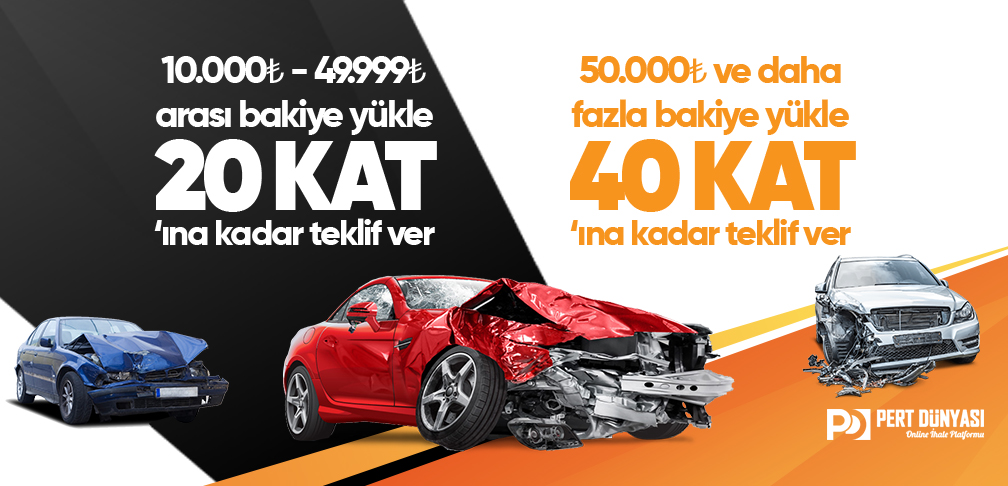 10.000₺ - 49.999₺
arası bakiye yükle
20 KAT
‘ına kadar teklif ver
50.000₺ ve daha
fazla bakiye yükle
40 KAT
‘ına kadar teklif ver
PD PERT DÜNYASI
Online İhale Platformu